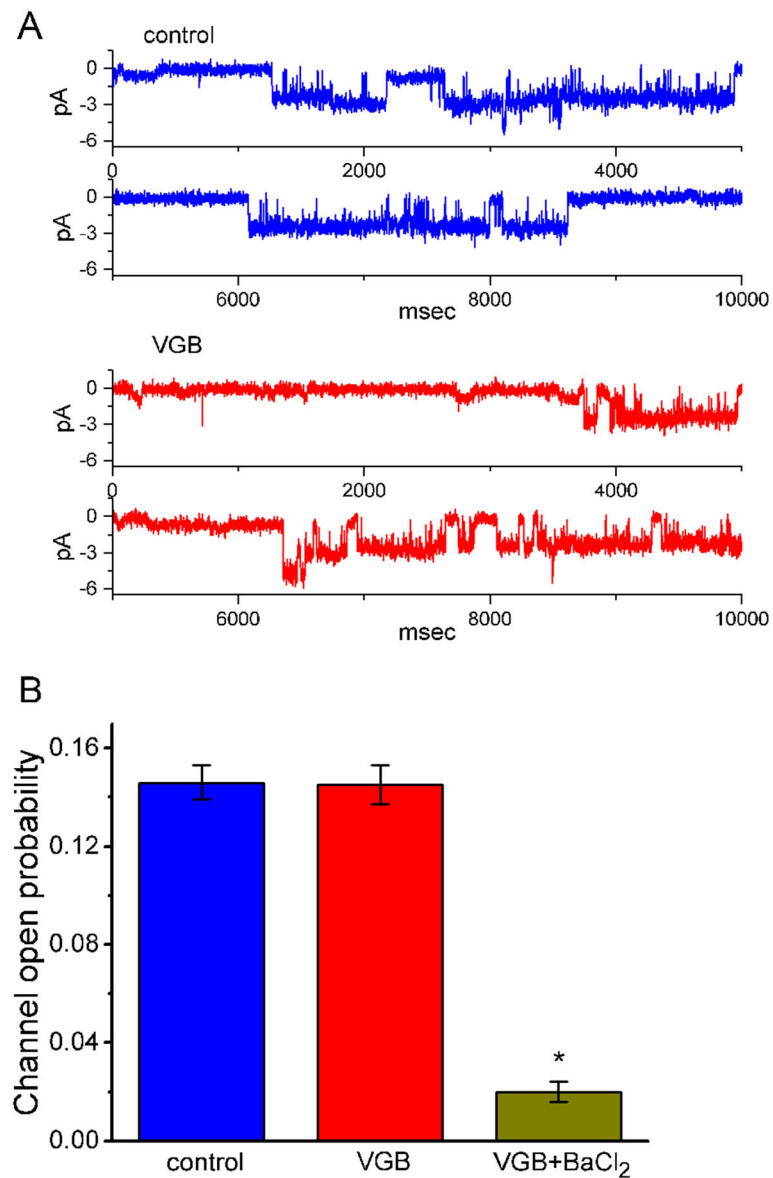 A
control
0
-3
-6
pA
0 2000 4000
0
-3
-6
pA
6000 8000 10000
msec
VGB
0
-3
-6
pA
0 2000 4000
0
-3
-6
pA
6000 8000 10000
msec
B
Channel open probability
0.16
0.12
0.08
0.04
0.00
*
control VGB VGB+BaCl₂